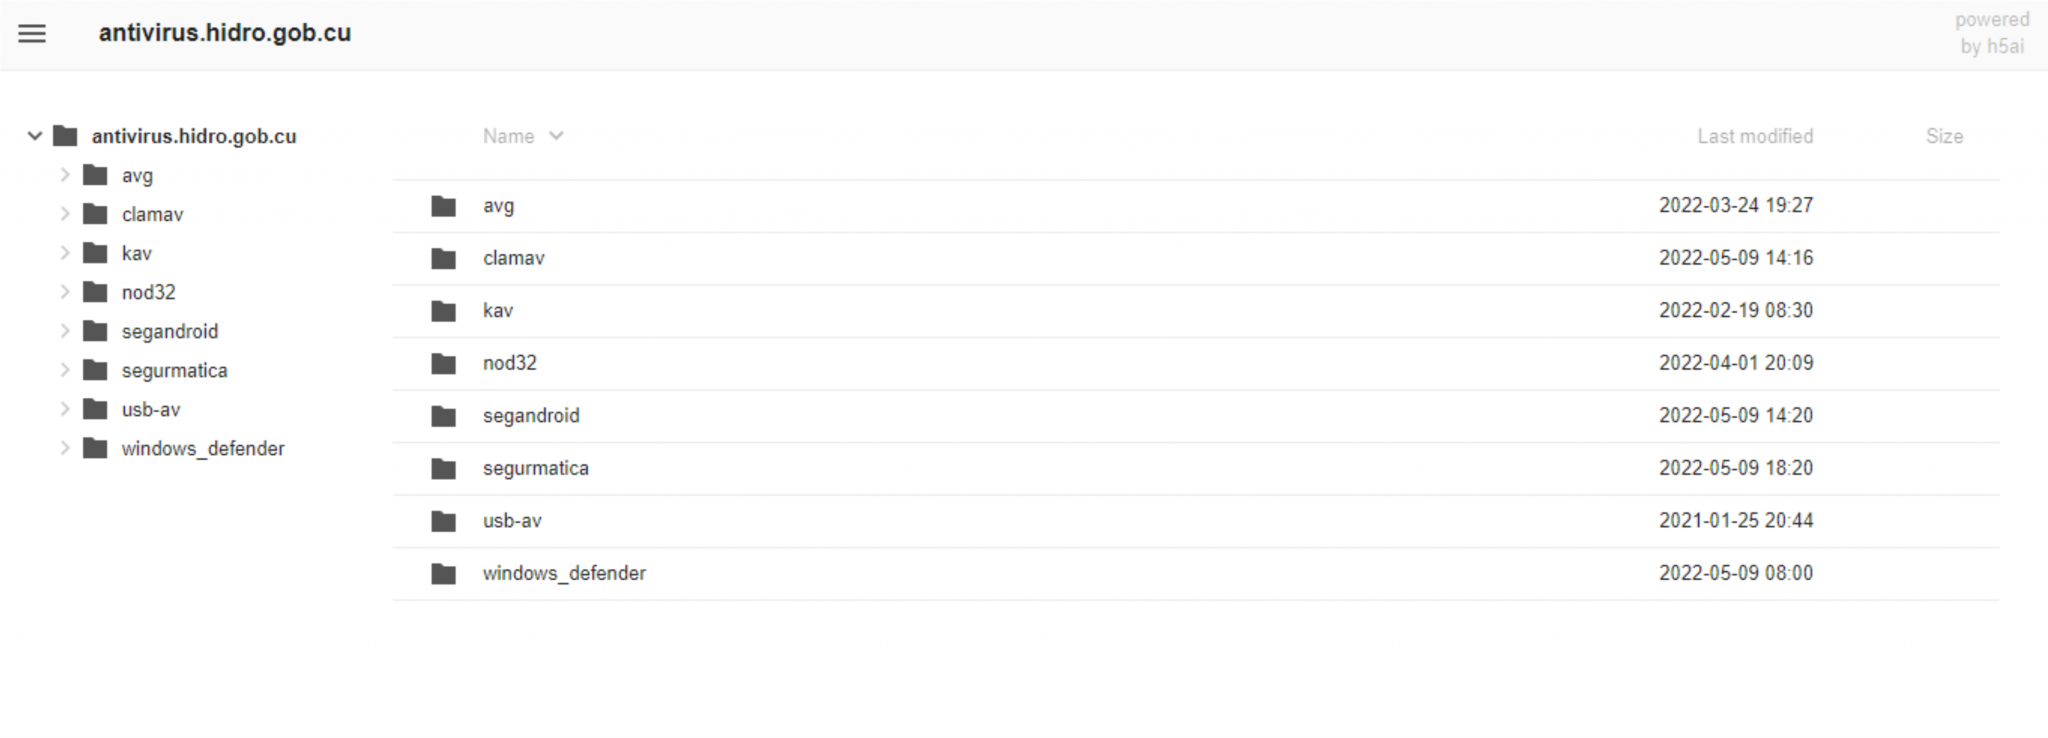 antivirus.hidro.gob.cu
powered
by h5ai
antivirus.hidro.gob.cu
avg
clamav
kav
nod32
segandroid
segurmatica
usb-av
windows_defender
Name Last modified Size
avg 2022-03-24 19:27
clamav 2022-05-09 14:16
kav 2022-02-19 08:30
nod32 2022-04-01 20:09
segandroid 2022-05-09 14:20
segurmatica 2022-05-09 18:20
usb-av 2021-01-25 20:44
windows_defender 2022-05-09 08:00